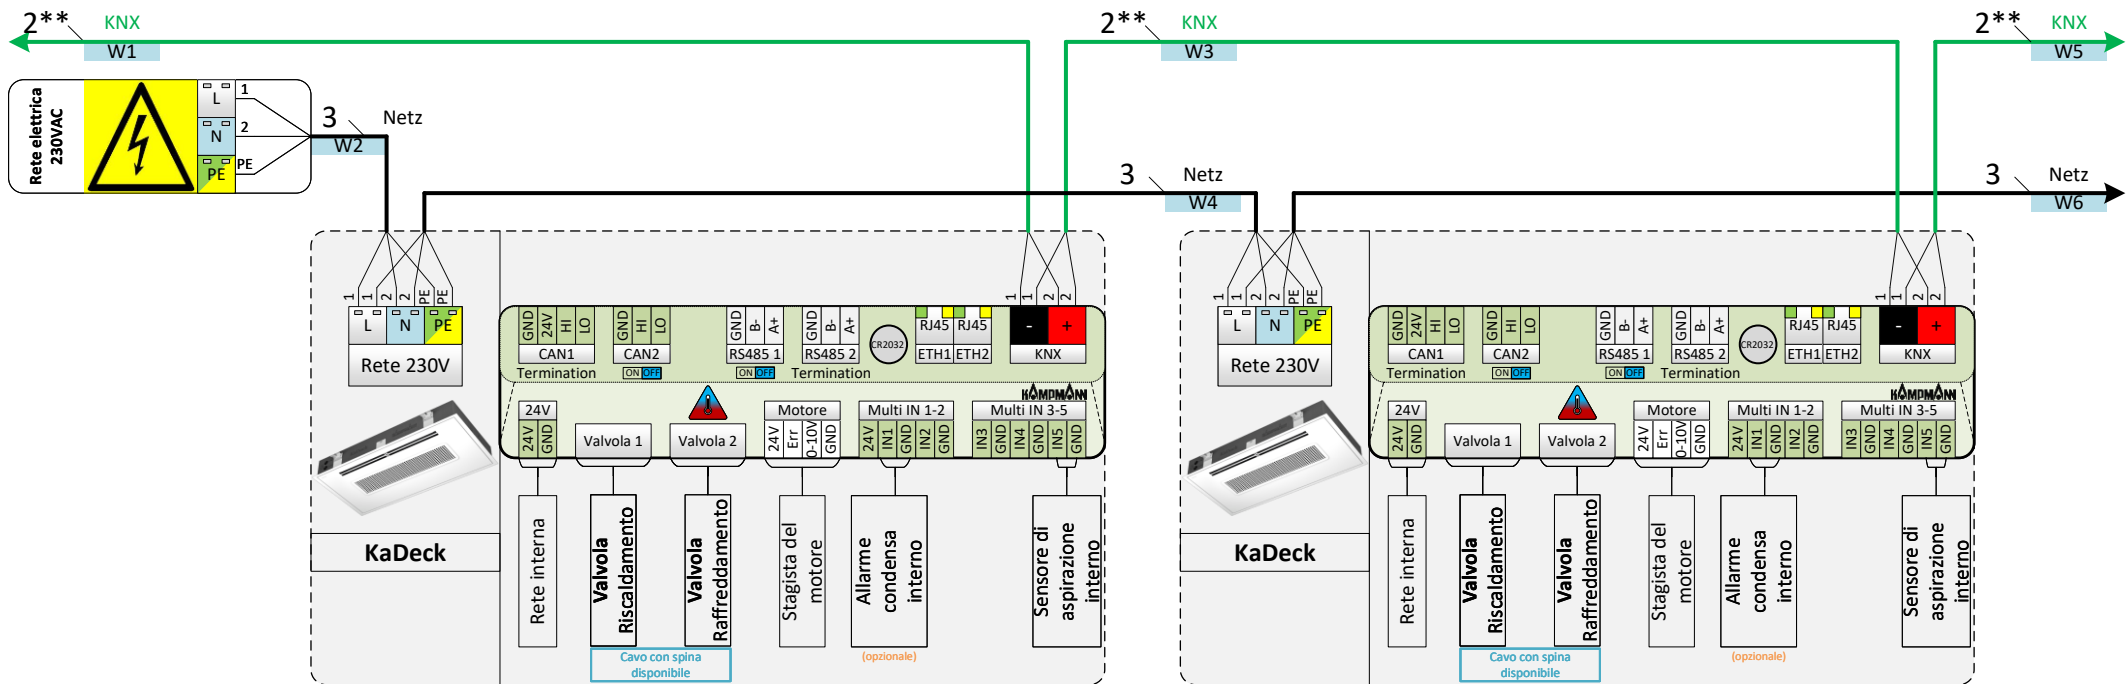 2** KNX 2** KNX 2** KNX
W1 W3 W5
Rete elettrica
230VAC
L 1
N 2
PE PE
3 Netz
W2
3 Netz 3 Netz
W4 W6
1 1 2 2 PE PE 1 1 2 2
L N PE
Rete 230V
GND 24V HI LO GND HI LO GND B- A+ GND B- A+ CR2032 RJ45 RJ45 - +
CAN1 CAN2 RS485 1 RS485 2 ETH1 ETH2 KNX
Termination ON OFF ON OFF Termination
KAMPMANN
24V Motore Multi IN 1-2 Multi IN 3-5
24V GND Valvola 1 Valvola 2 24V Err 0-10V GND 24V IN1 GND IN2 GND IN3 GND IN4 GND IN5 GND
KaDeck
Rete interna
Valvola
Riscaldamento
Valvola
Raffreddamento
Stagista del
motore
Allarme
condensa
interno
Sensore di
aspirazione
interno
Cavo con spina
disponibile
(opzionale)
1 1 2 2 PE PE 1 1 2 2
L N PE
Rete 230V
GND 24V HI LO GND HI LO GND B- A+ GND B- A+ CR2032 RJ45 RJ45 - +
CAN1 CAN2 RS485 1 RS485 2 ETH1 ETH2 KNX
Termination ON OFF ON OFF Termination
KAMPMANN
24V Motore Multi IN 1-2 Multi IN 3-5
24V GND Valvola 1 Valvola 2 24V Err 0-10V GND 24V IN1 GND IN2 GND IN3 GND IN4 GND IN5 GND
KaDeck
Rete interna
Valvola
Riscaldamento
Valvola
Raffreddamento
Stagista del
motore
Allarme
condensa
interno
Sensore di
aspirazione
interno
Cavo con spina
disponibile
(opzionale)